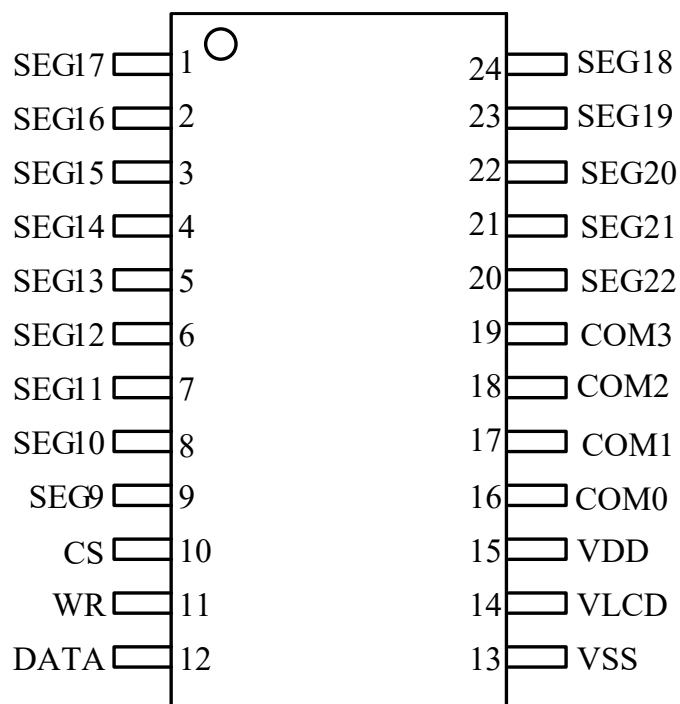 SEG17 1 24 SEG18
SEG16 2 23 SEG19
SEG15 3 22 SEG20
SEG14 4 21 SEG21
SEG13 5 20 SEG22
SEG12 6 19 COM3
SEG11 7 18 COM2
SEG10 8 17 COM1
SEG9 9 16 COM0
CS 10 15 VDD
WR 11 14 VLCD
DATA 12 13 VSS